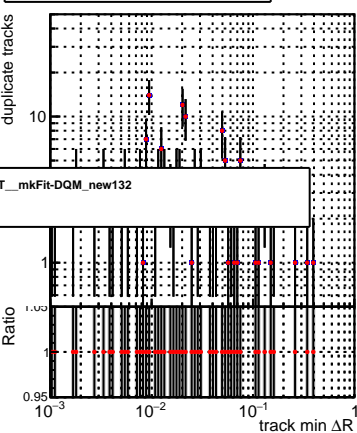 duplicate tracks
10
T__mkFit-DQM_new132
1
1.05
Ratio
1
0.95
10−3
10−2
10−1
1
track min ΔR